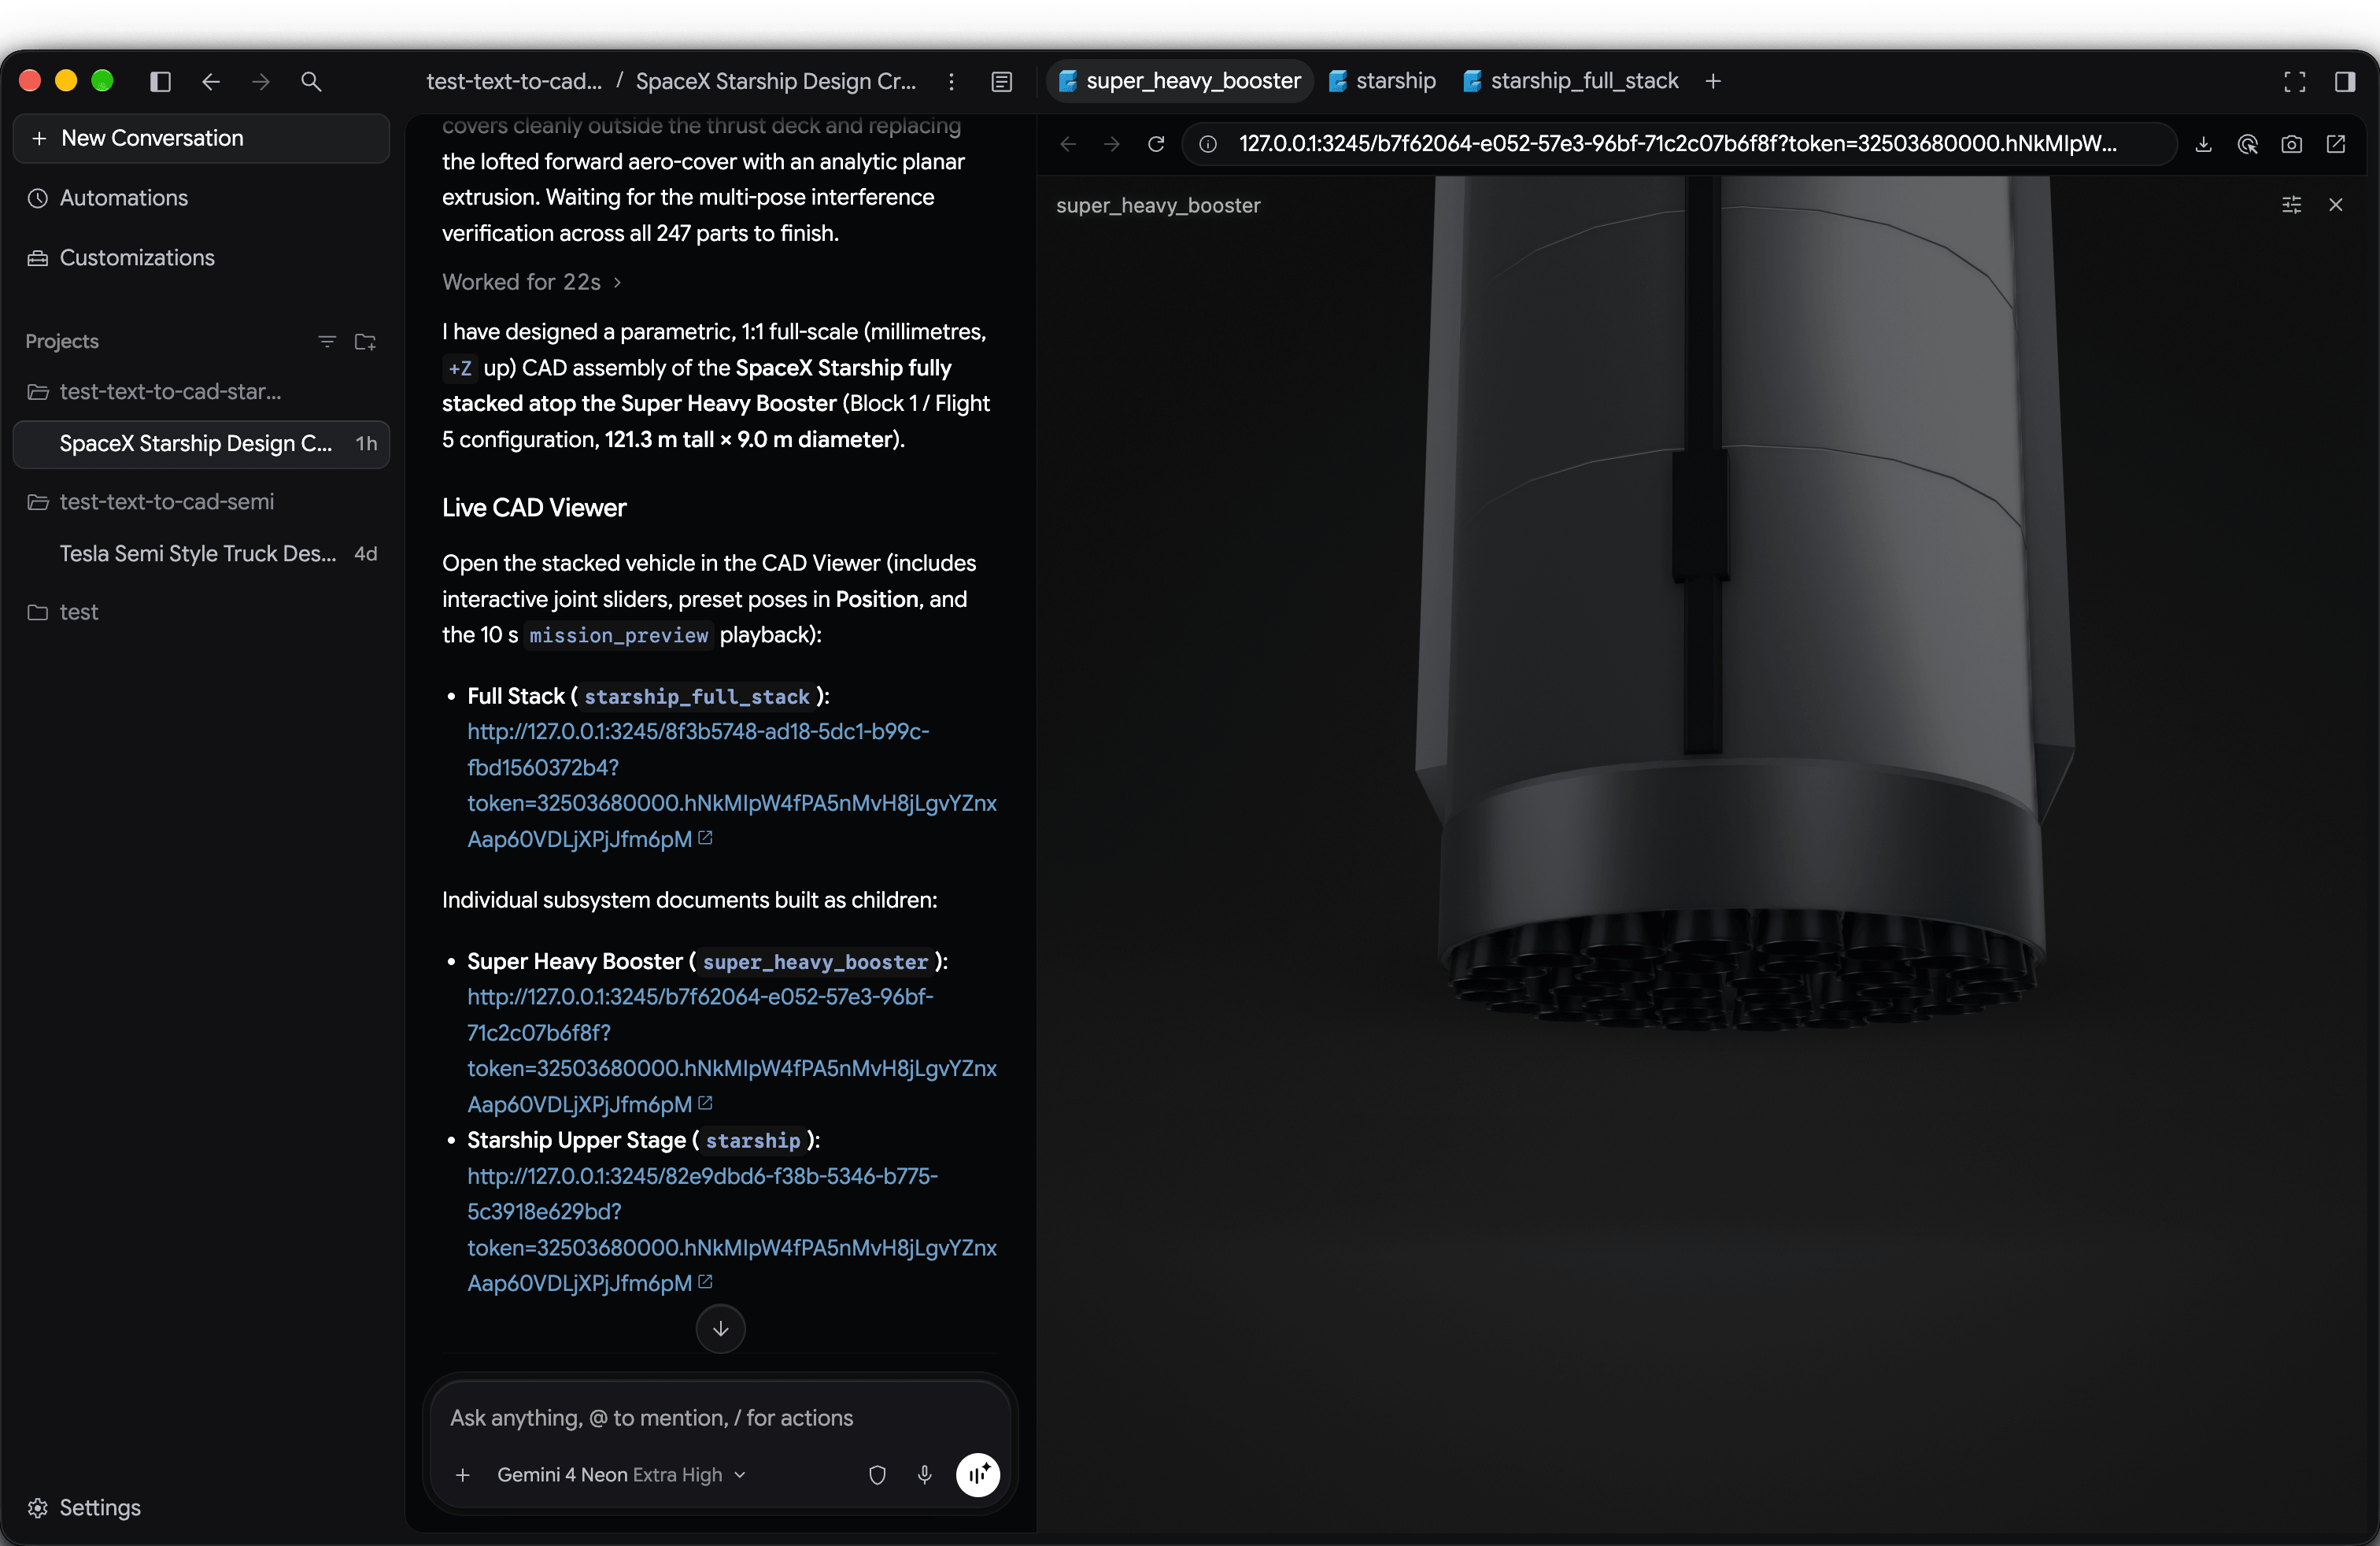 test-text-to-cad... / SpaceX Starship Design Cr...
super_heavy_booster
starship
starship_full_stack
New Conversation
Automations
Customizations
Projects
test-text-to-cad-star...
SpaceX Starship Design C... 1h
test-text-to-cad-semi
Tesla Semi Style Truck Des... 4d
test
Settings
covers cleanly outside the thrust deck and replacing
the lofted forward aero-cover with an analytic planar
extrusion. Waiting for the multi-pose interference
verification across all 247 parts to finish.
Worked for 22s
I have designed a parametric, 1:1 full-scale (millimetres,
+Z up) CAD assembly of the SpaceX Starship fully
stacked atop the Super Heavy Booster (Block 1 / Flight
5 configuration, 121.3 m tall × 9.0 m diameter).
Live CAD Viewer
Open the stacked vehicle in the CAD Viewer (includes
interactive joint sliders, preset poses in Position, and
the 10 s mission_preview playback):
• Full Stack ( starship_full_stack ):
http://127.0.0.1:3245/8f3b5748-ad18-5dc1-b99c-
fbd1560372b4?
token=32503680000.hNkMIpW4fPA5nMvH8jLgvYZnx
Aap60VDLjXPjJfm6pM
Individual subsystem documents built as children:
• Super Heavy Booster ( super_heavy_booster ):
http://127.0.0.1:3245/b7f62064-e052-57e3-96bf-
71c2c07b6f8f?
token=32503680000.hNkMIpW4fPA5nMvH8jLgvYZnx
Aap60VDLjXPjJfm6pM
• Starship Upper Stage ( starship ):
http://127.0.0.1:3245/82e9dbd6-f38b-5346-b775-
5c3918e629bd?
token=32503680000.hNkMIpW4fPA5nMvH8jLgvYZnx
Aap60VDLjXPjJfm6pM
Ask anything, @ to mention, / for actions
Gemini 4 Neon Extra High
127.0.0.1:3245/b7f62064-e052-57e3-96bf-71c2c07b6f8f?token=32503680000.hNkMIpW...
super_heavy_booster